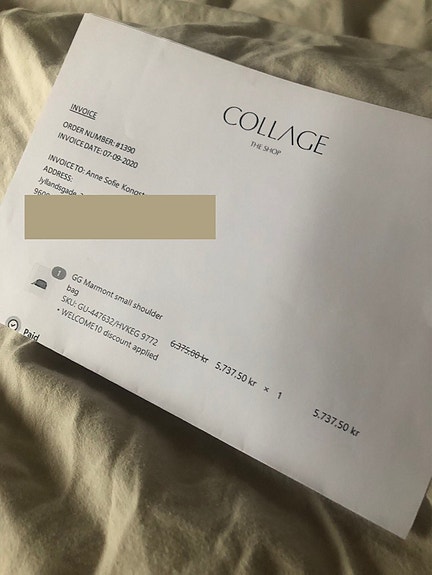 COLLAGE
THE SHOP
INVOICE
ORDER NUMBER: #1390
INVOICE DATE: 07-09-2020
INVOICE TO: Anne Sofie
ADDRESS:
Jyllandsgade
1
GG Marmont small shoulder
bag
SKU: GU-447632/HVKEG 9772
• WELCOME10 discount applied
6.375.00 kr 5.737.50 kr × 1 5.737.50 kr
Paid